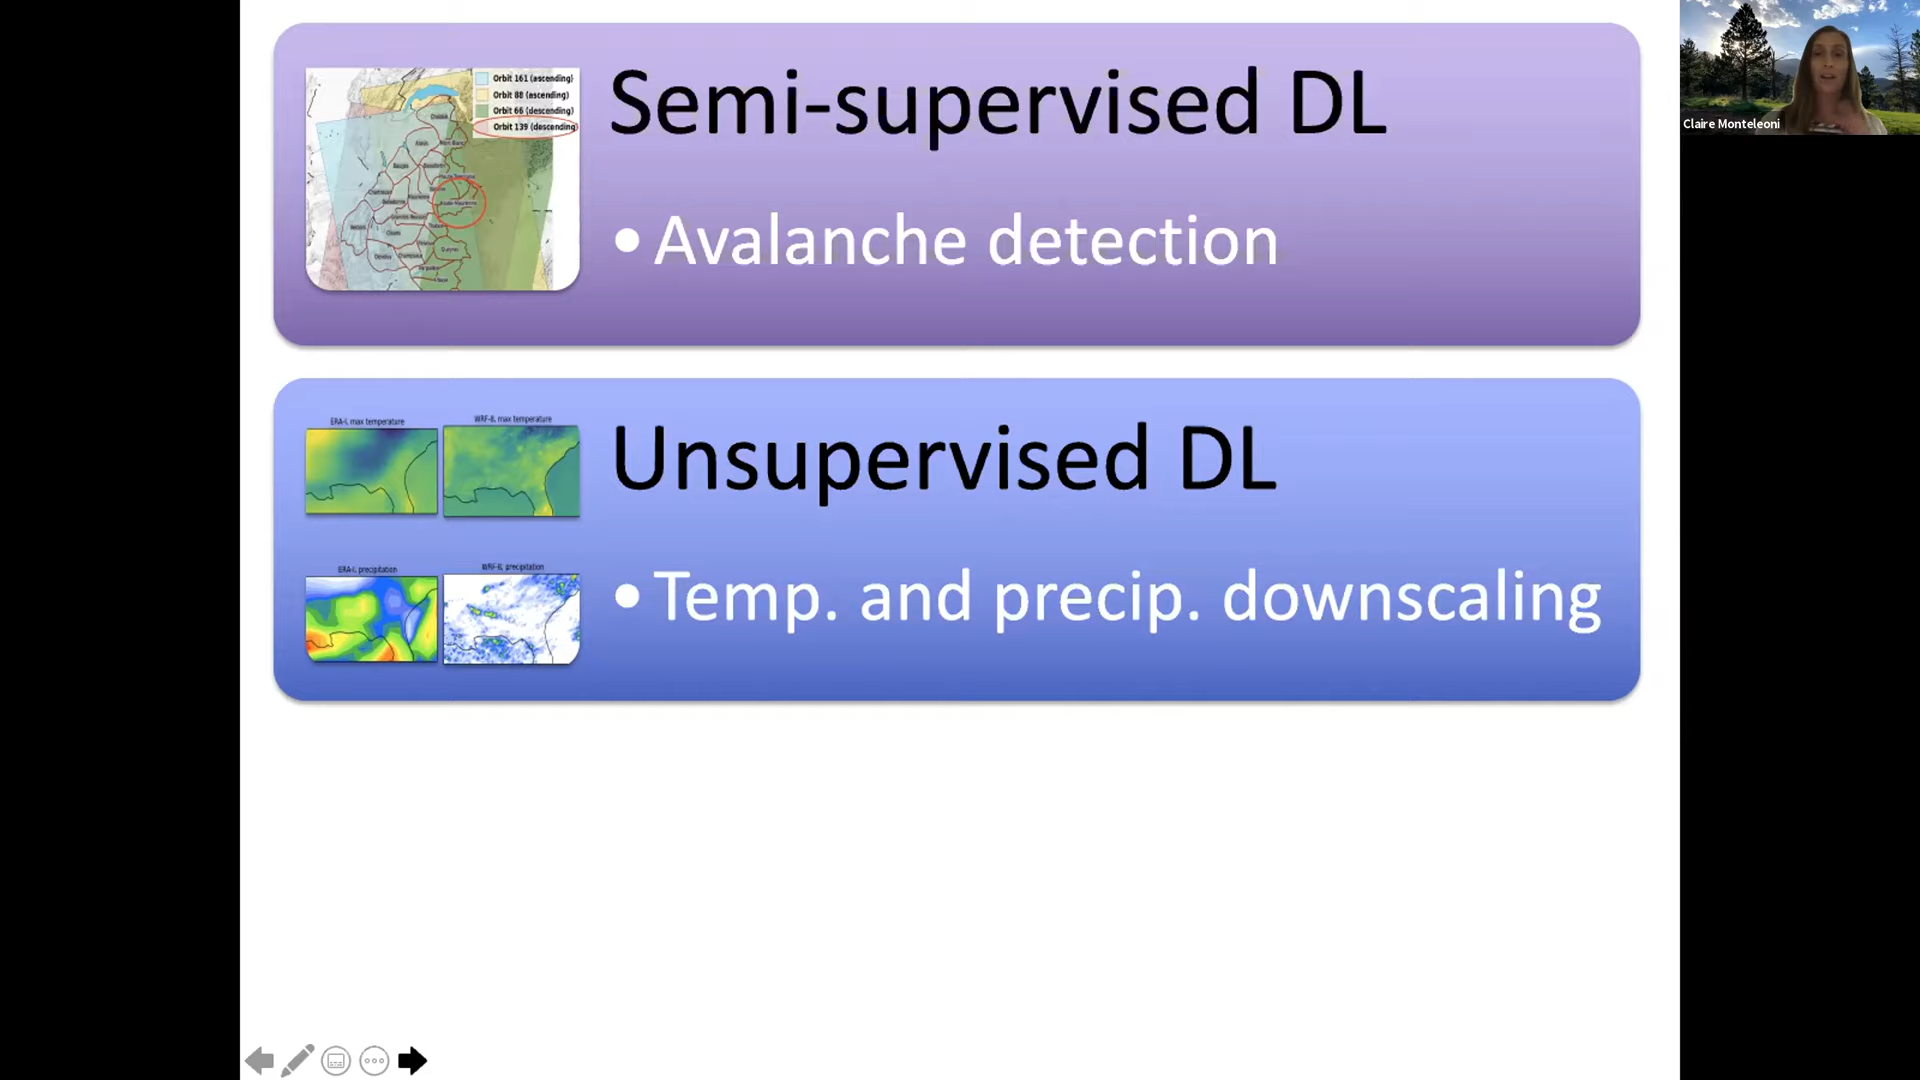 Orbit 161 (ascending)
Orbit 88 (ascending)
Orbit 66 (descending)
Orbit 139 (descending)
Semi-supervised DL
• Avalanche detection
Claire Monteleoni
ERA-I, max temperature
WRF-8, max temperature
Unsupervised DL
ERA-I, precipitation
WRF-8, precipitation
• Temp. and precip. downscaling